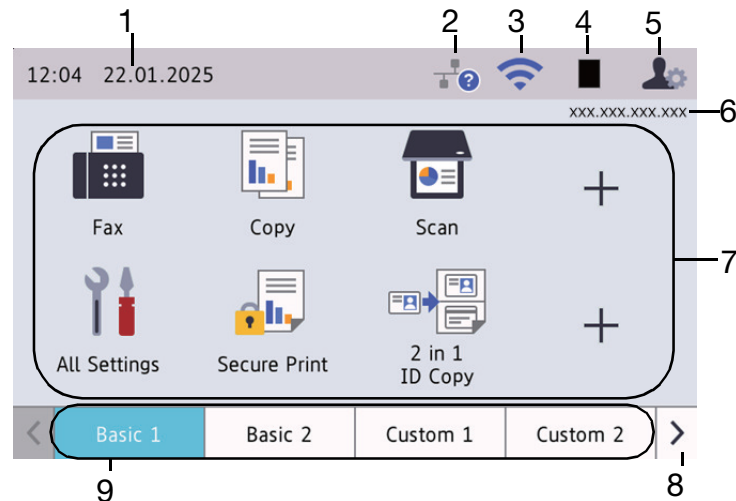 1 2 3 4 5
12:04 22.01.2025 ?
xxx.xxx.xxx.xxx 6
Fax Copy Scan +
7
All Settings Secure Print 2 in 1 ID Copy +
< Basic 1 Basic 2 Custom 1 Custom 2 >
9 8